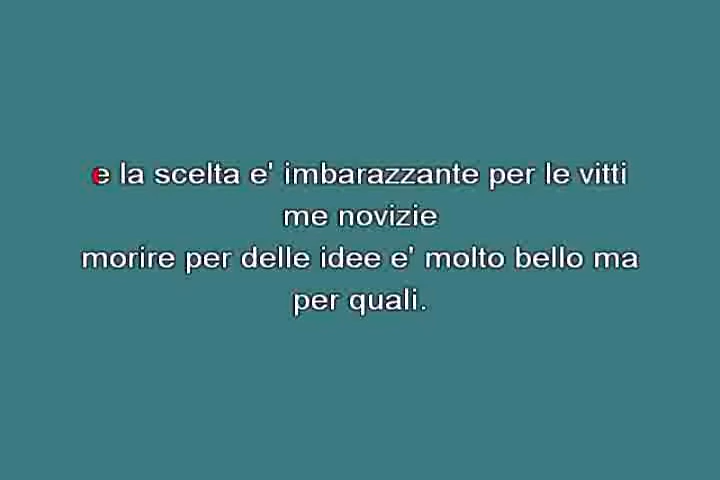 e la scelta e' imbarazzante per le vitti
me novizie
morire per delle idee e' molto bello ma
per quali.